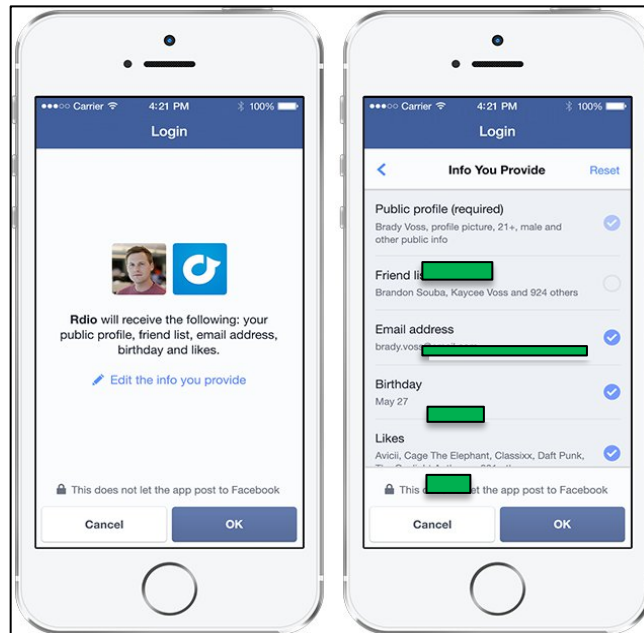 Carrier 4:21 PM 100%
Login
Rdio will receive the following: your
public profile, friend list, email address,
birthday and likes.
Edit the info you provide
This does not let the app post to Facebook
Cancel OK
Carrier 4:21 PM 100%
Login
Info You Provide Reset
Public profile (required)
Brady Voss, profile picture, 21+, male and
other public info
Friend
Brandon Souba, Kaycee Voss and 924 others
Email address
Birthday
May 27
Likes
Avicii, Cage The Elephant, Classixx, Daft Punk,
This the app post to Facebook
Cancel OK